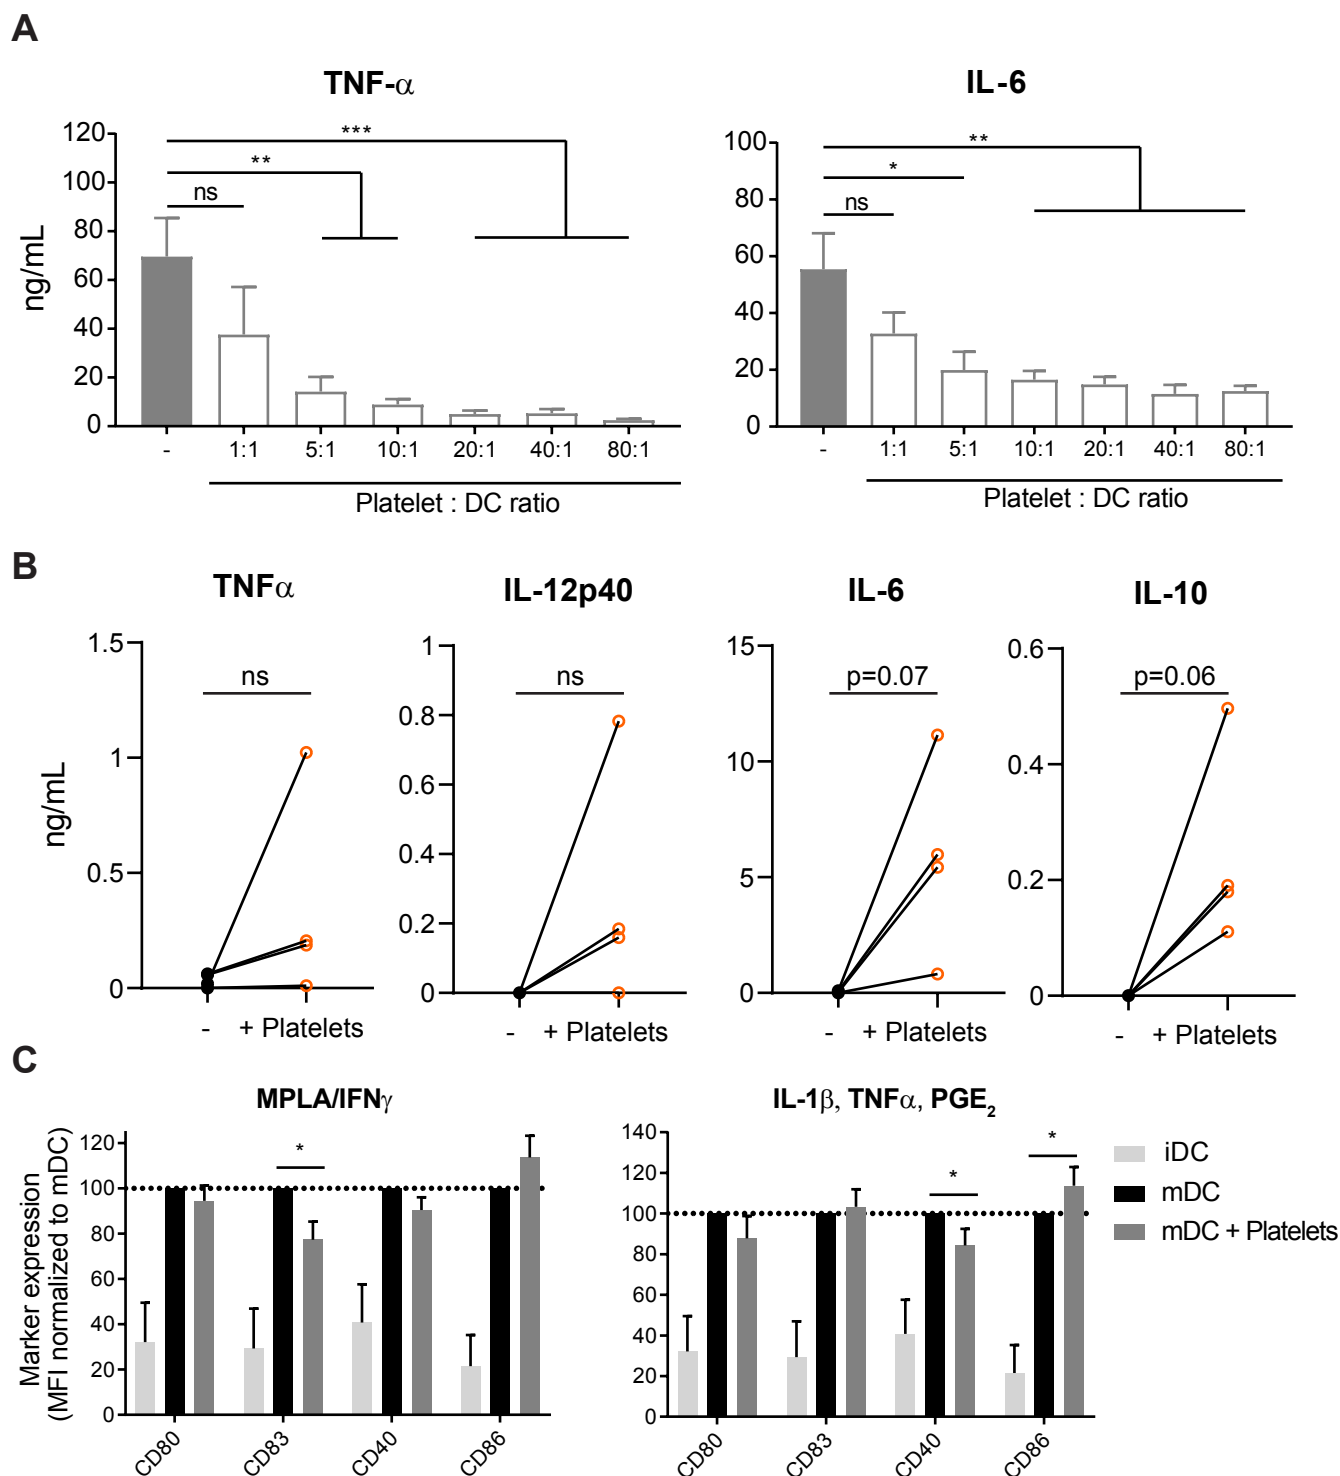 A
TNF-α
IL-6
ng/mL
120
100
80
60
40
20
0
***
**
ns
- 1:1 5:1 10:1 20:1 40:1 80:1
Platelet : DC ratio
100
80
60
40
20
0
**
*
ns
- 1:1 5:1 10:1 20:1 40:1 80:1
Platelet : DC ratio
B
TNFα
IL-12p40
IL-6
IL-10
ng/mL
1.5
1
0.5
0
ns
- + Platelets
1
0.8
0.6
0.4
0.2
0
ns
- + Platelets
15
10
5
0
p=0.07
- + Platelets
0.6
0.4
0.2
0
p=0.06
- + Platelets
C
MPLA/IFNγ
Marker expression
(MFI normalized to mDC)
120
100
80
60
40
20
0
*
CD80 CD83 CD40 CD86
IL-1β, TNFα, PGE2
140
120
100
80
60
40
20
0
*
*
CD80 CD83 CD40 CD86
iDC
mDC
mDC + Platelets